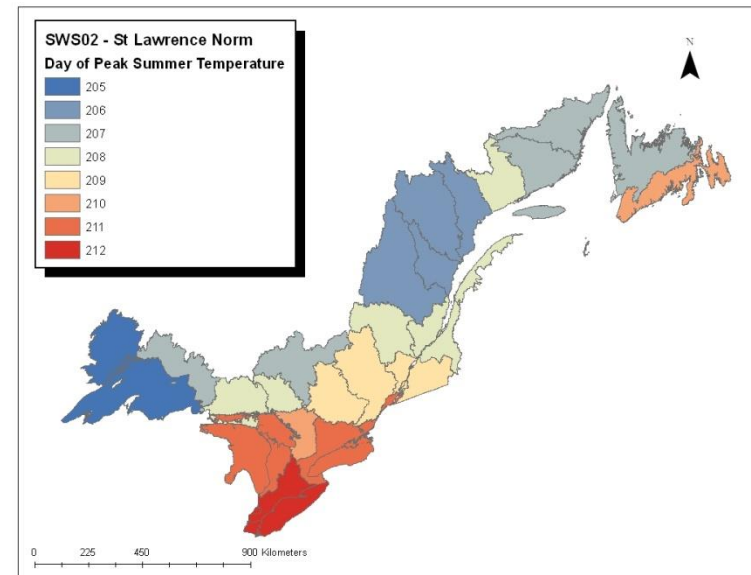 SWS02 - St Lawrence Norm
Day of Peak Summer Temperature
205
206
207
208
209
210
211
212
N
0 225 450 900 Kilometers